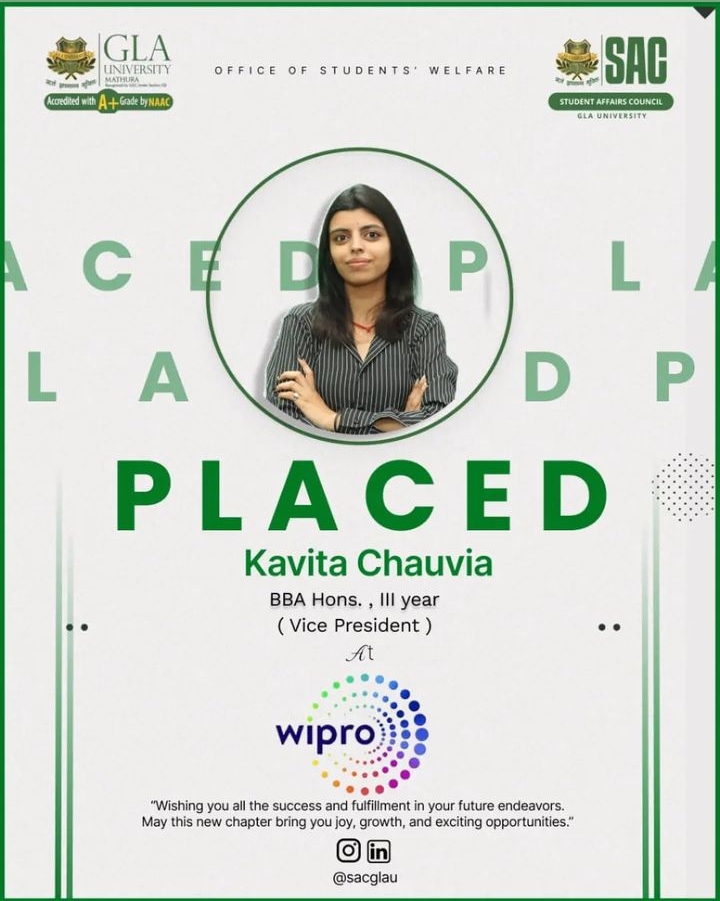 GLA
UNIVERSITY
MATHURA
Accredited with A+ Grade by NAAC
OFFICE OF STUDENTS' WELFARE
SAC
STUDENT AFFAIRS COUNCIL
GLA UNIVERSITY
A C E D P L A
L A D P
PLACED
Kavita Chauvia
BBA Hons. , III year
( Vice President )
At
wipro
“Wishing you all the success and fulfillment in your future endeavors.
May this new chapter bring you joy, growth, and exciting opportunities.”
in
@sacglau